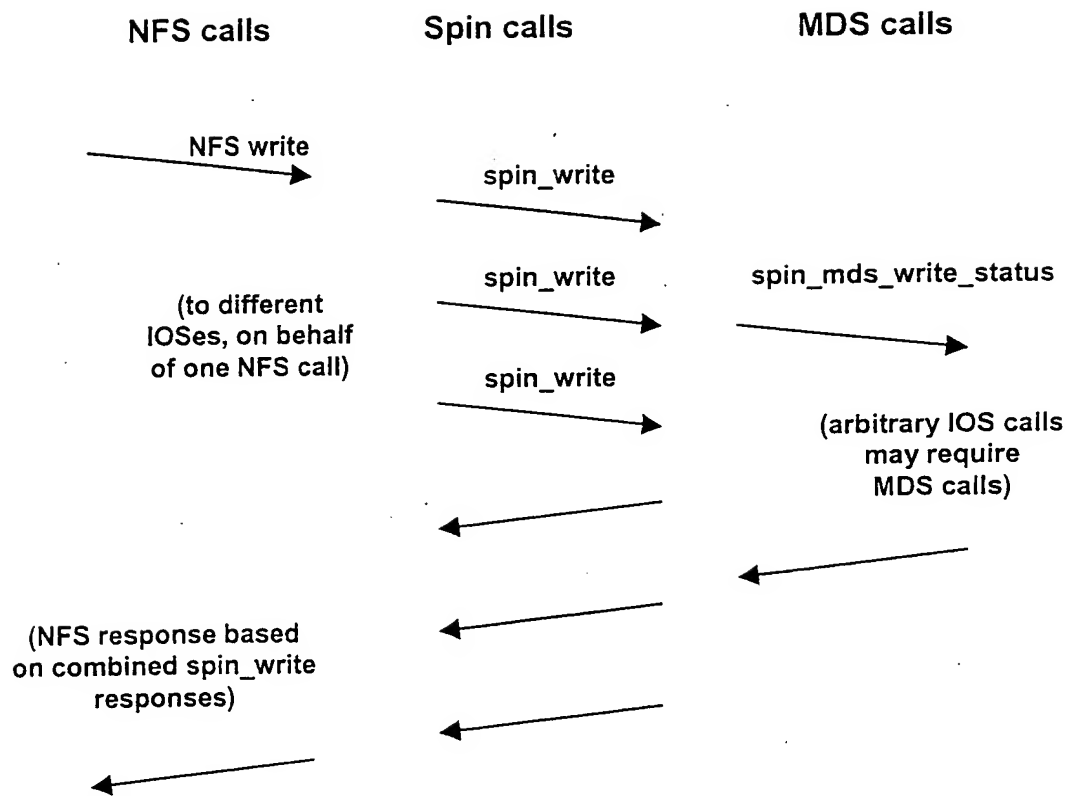 NFS calls
Spin calls
MDS calls
NFS write
spin_write
spin_write
spin_mds_write_status
(to different
IOSes, on behalf
of one NFS call)
spin_write
(arbitrary IOS calls
may require
MDS calls)
(NFS response based
on combined spin_write
responses)